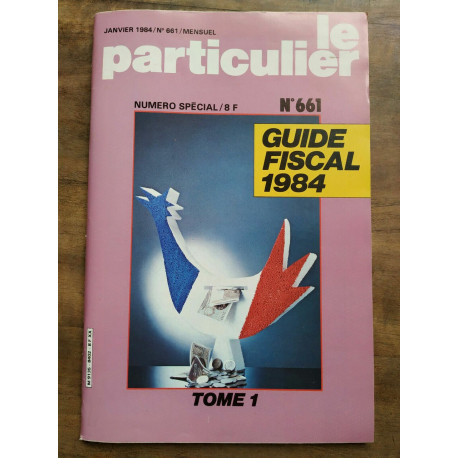 JANVIER 1984/N° 661/MENSUEL
le
particulier
NUMERO SPÉCIAL/8 F
N°661
GUIDE
FISCAL
1984
TOME 1